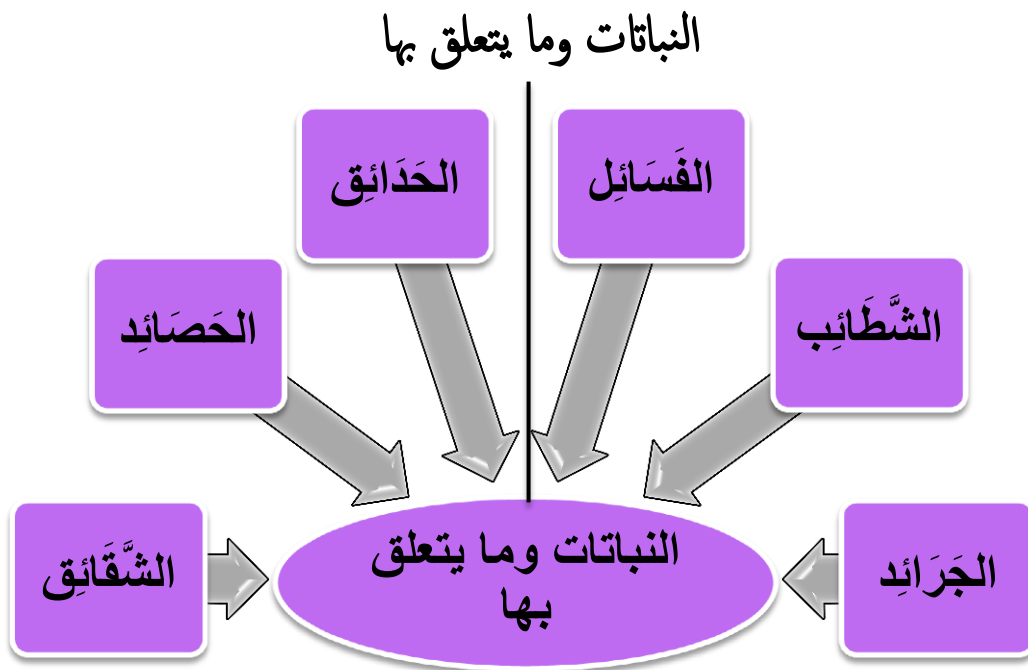 النباتات وما يتعلق بها
الفَسَائِل
الحَدَائِق
الشَّطَائِب
الحَصَائِد
الجَرَائِد
النباتات وما يتعلق
بها
الشَّقَائِق